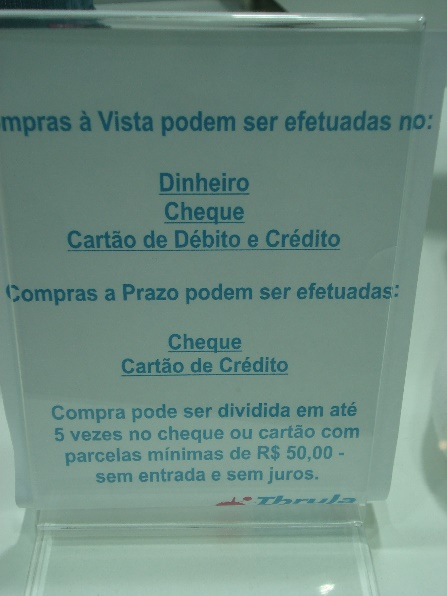 mpras à Vista podem ser efetuadas no:
Dinheiro
Cheque
Cartão de Débito e Crédito
Compras a Prazo podem ser efetuadas:
Cheque
Cartão de Crédito
Compra pode ser dividida em até
5 vezes no cheque ou cartão com
parcelas mínimas de R$ 50,00 -
sem entrada e sem juros.
Thrula